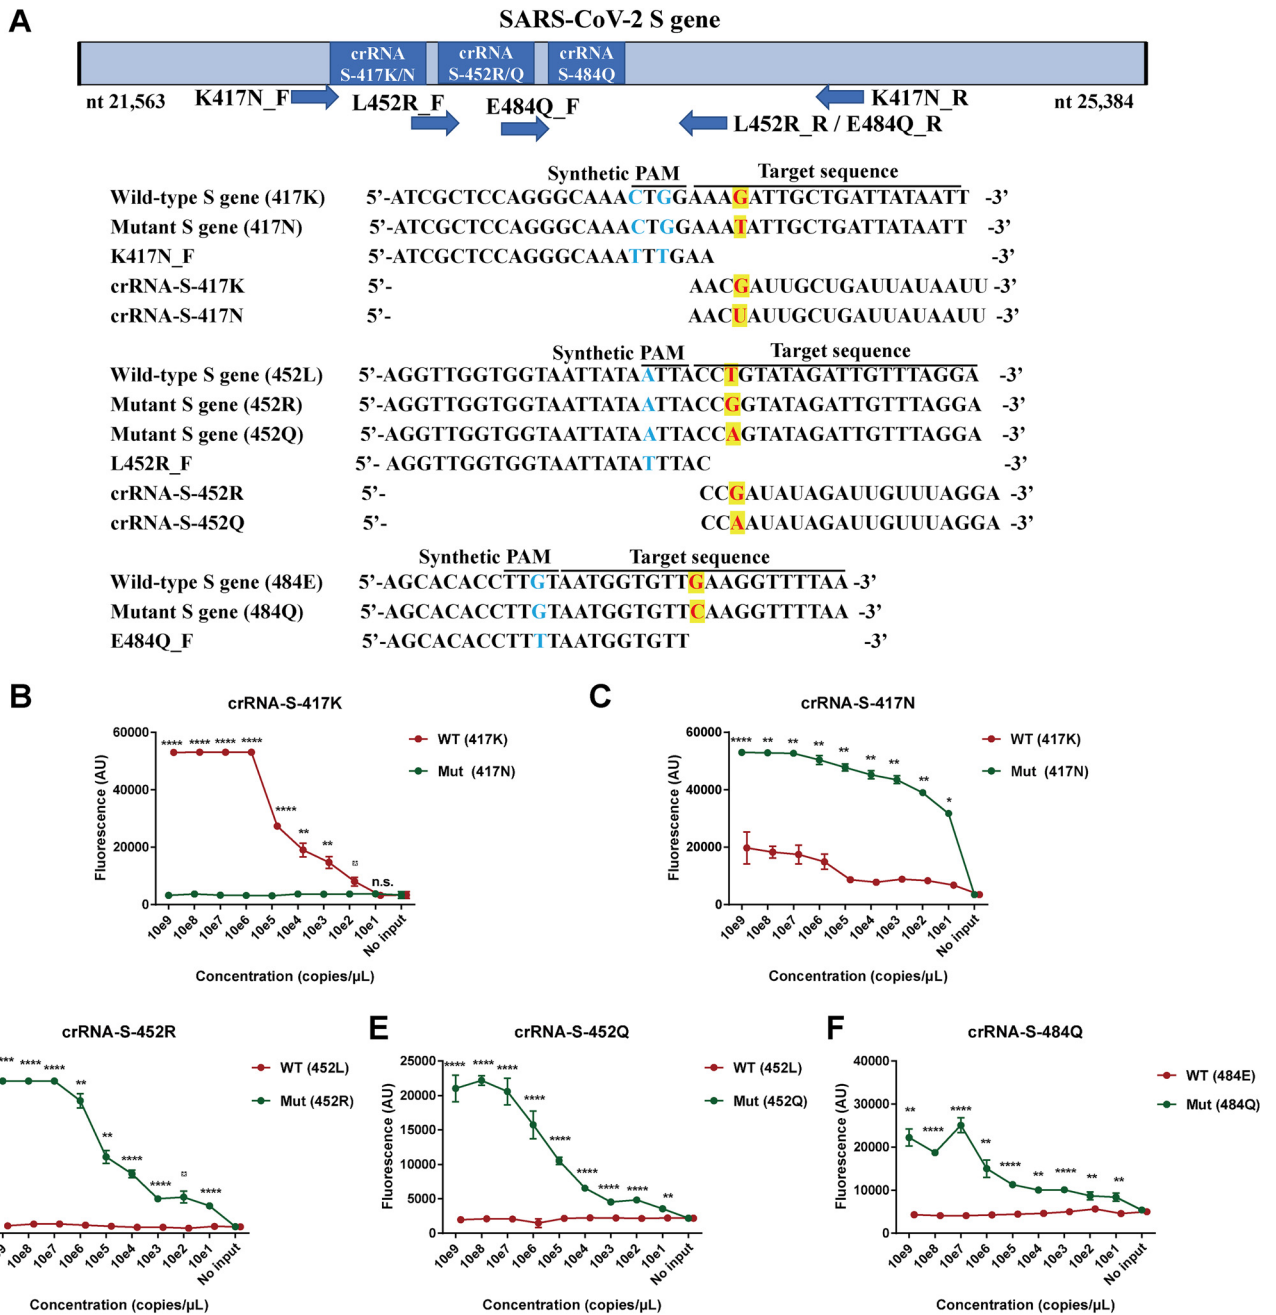 A
SARS-CoV-2 S gene
crRNA
S-417K/N
crRNA
S-452R/Q
crRNA
S-484Q
nt 21,563
K417N_F
L452R_F
E484Q_F
K417N_R
nt 25,384
L452R_R / E484Q_R
Synthetic PAM Target sequence
Wild-type S gene (417K) 5'-ATCGCTCCAGGGCAAACTGGAAAGATTGCTGATTATAATT -3'
Mutant S gene (417N) 5'-ATCGCTCCAGGGCAAACTGGAAATATTGCTGATTATAATT -3'
K417N_F 5'-ATCGCTCCAGGGCAAATTTGAA -3'
crRNA-S-417K 5'- AACGAUUGCUGAUUAUAAUU -3'
crRNA-S-417N 5'- AACUAUUGCUGAUUAUAAUU -3'
Synthetic PAM Target sequence
Wild-type S gene (452L) 5'-AGGTTGGTGGTAATTATAATTACCTGTATAGATTGTTTAGGA -3'
Mutant S gene (452R) 5'-AGGTTGGTGGTAATTATAATTACCGGTATAGATTGTTTAGGA -3'
Mutant S gene (452Q) 5'-AGGTTGGTGGTAATTATAATTACCAGTATAGATTGTTTAGGA -3'
L452R_F 5'- AGGTTGGTGGTAATTATATTTAC -3'
crRNA-S-452R 5'- CCGAUAUAGAUUGUUUAGGA -3'
crRNA-S-452Q 5'- CCAAUAUAGAUUGUUUAGGA -3'
Synthetic PAM Target sequence
Wild-type S gene (484E) 5'-AGCACACCTTGTAATGGTGTTGAAGGTTTTAA -3'
Mutant S gene (484Q) 5'-AGCACACCTTGTAATGGTGTTCAAGGTTTTAA -3'
E484Q_F 5'-AGCACACCTTTTAATGGTGTT -3'
B
crRNA-S-417K
Fluorescence (AU)
60000
40000
20000
0
**** **** **** ****
****
**
**
¤
n.s.
WT (417K)
Mut (417N)
10e9 10e8 10e7 10e6 10e5 10e4 10e3 10e2 10e1 No input
Concentration (copies/µL)
C
crRNA-S-417N
Fluorescence (AU)
60000
40000
20000
0
**** ** ** ** ** ** ** ** *
WT (417K)
Mut (417N)
10e9 10e8 10e7 10e6 10e5 10e4 10e3 10e2 10e1 No input
Concentration (copies/µL)
crRNA-S-452R
*** **** **** ** ** **** **** ¤ ****
WT (452L)
Mut (452R)
e9 10e8 10e7 10e6 10e5 10e4 10e3 10e2 10e1 No input
Concentration (copies/µL)
E
crRNA-S-452Q
Fluorescence (AU)
25000
20000
15000
10000
5000
0
**** **** **** **** **** **** **** **** **
WT (452L)
Mut (452Q)
10e9 10e8 10e7 10e6 10e5 10e4 10e3 10e2 10e1 No input
Concentration (copies/µL)
F
crRNA-S-484Q
Fluorescence (AU)
40000
30000
20000
10000
0
** **** **** ** **** ** **** ** **
WT (484E)
Mut (484Q)
10e9 10e8 10e7 10e6 10e5 10e4 10e3 10e2 10e1 No input
Concentration (copies/µL)